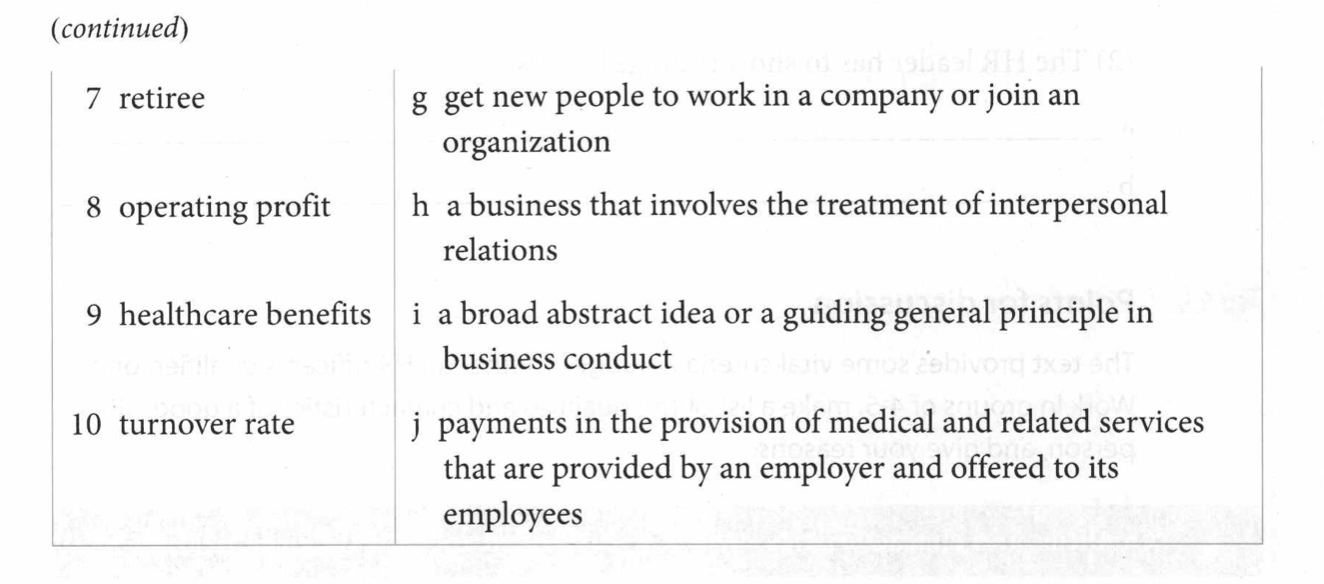 (continued)
7 retiree
g get new people to work in a company or join an
organization
8 operating profit
h a business that involves the treatment of interpersonal
relations
9 healthcare benefits
i a broad abstract idea or a guiding general principle in
business conduct
10 turnover rate
j payments in the provision of medical and related services
that are provided by an employer and offered to its
employees